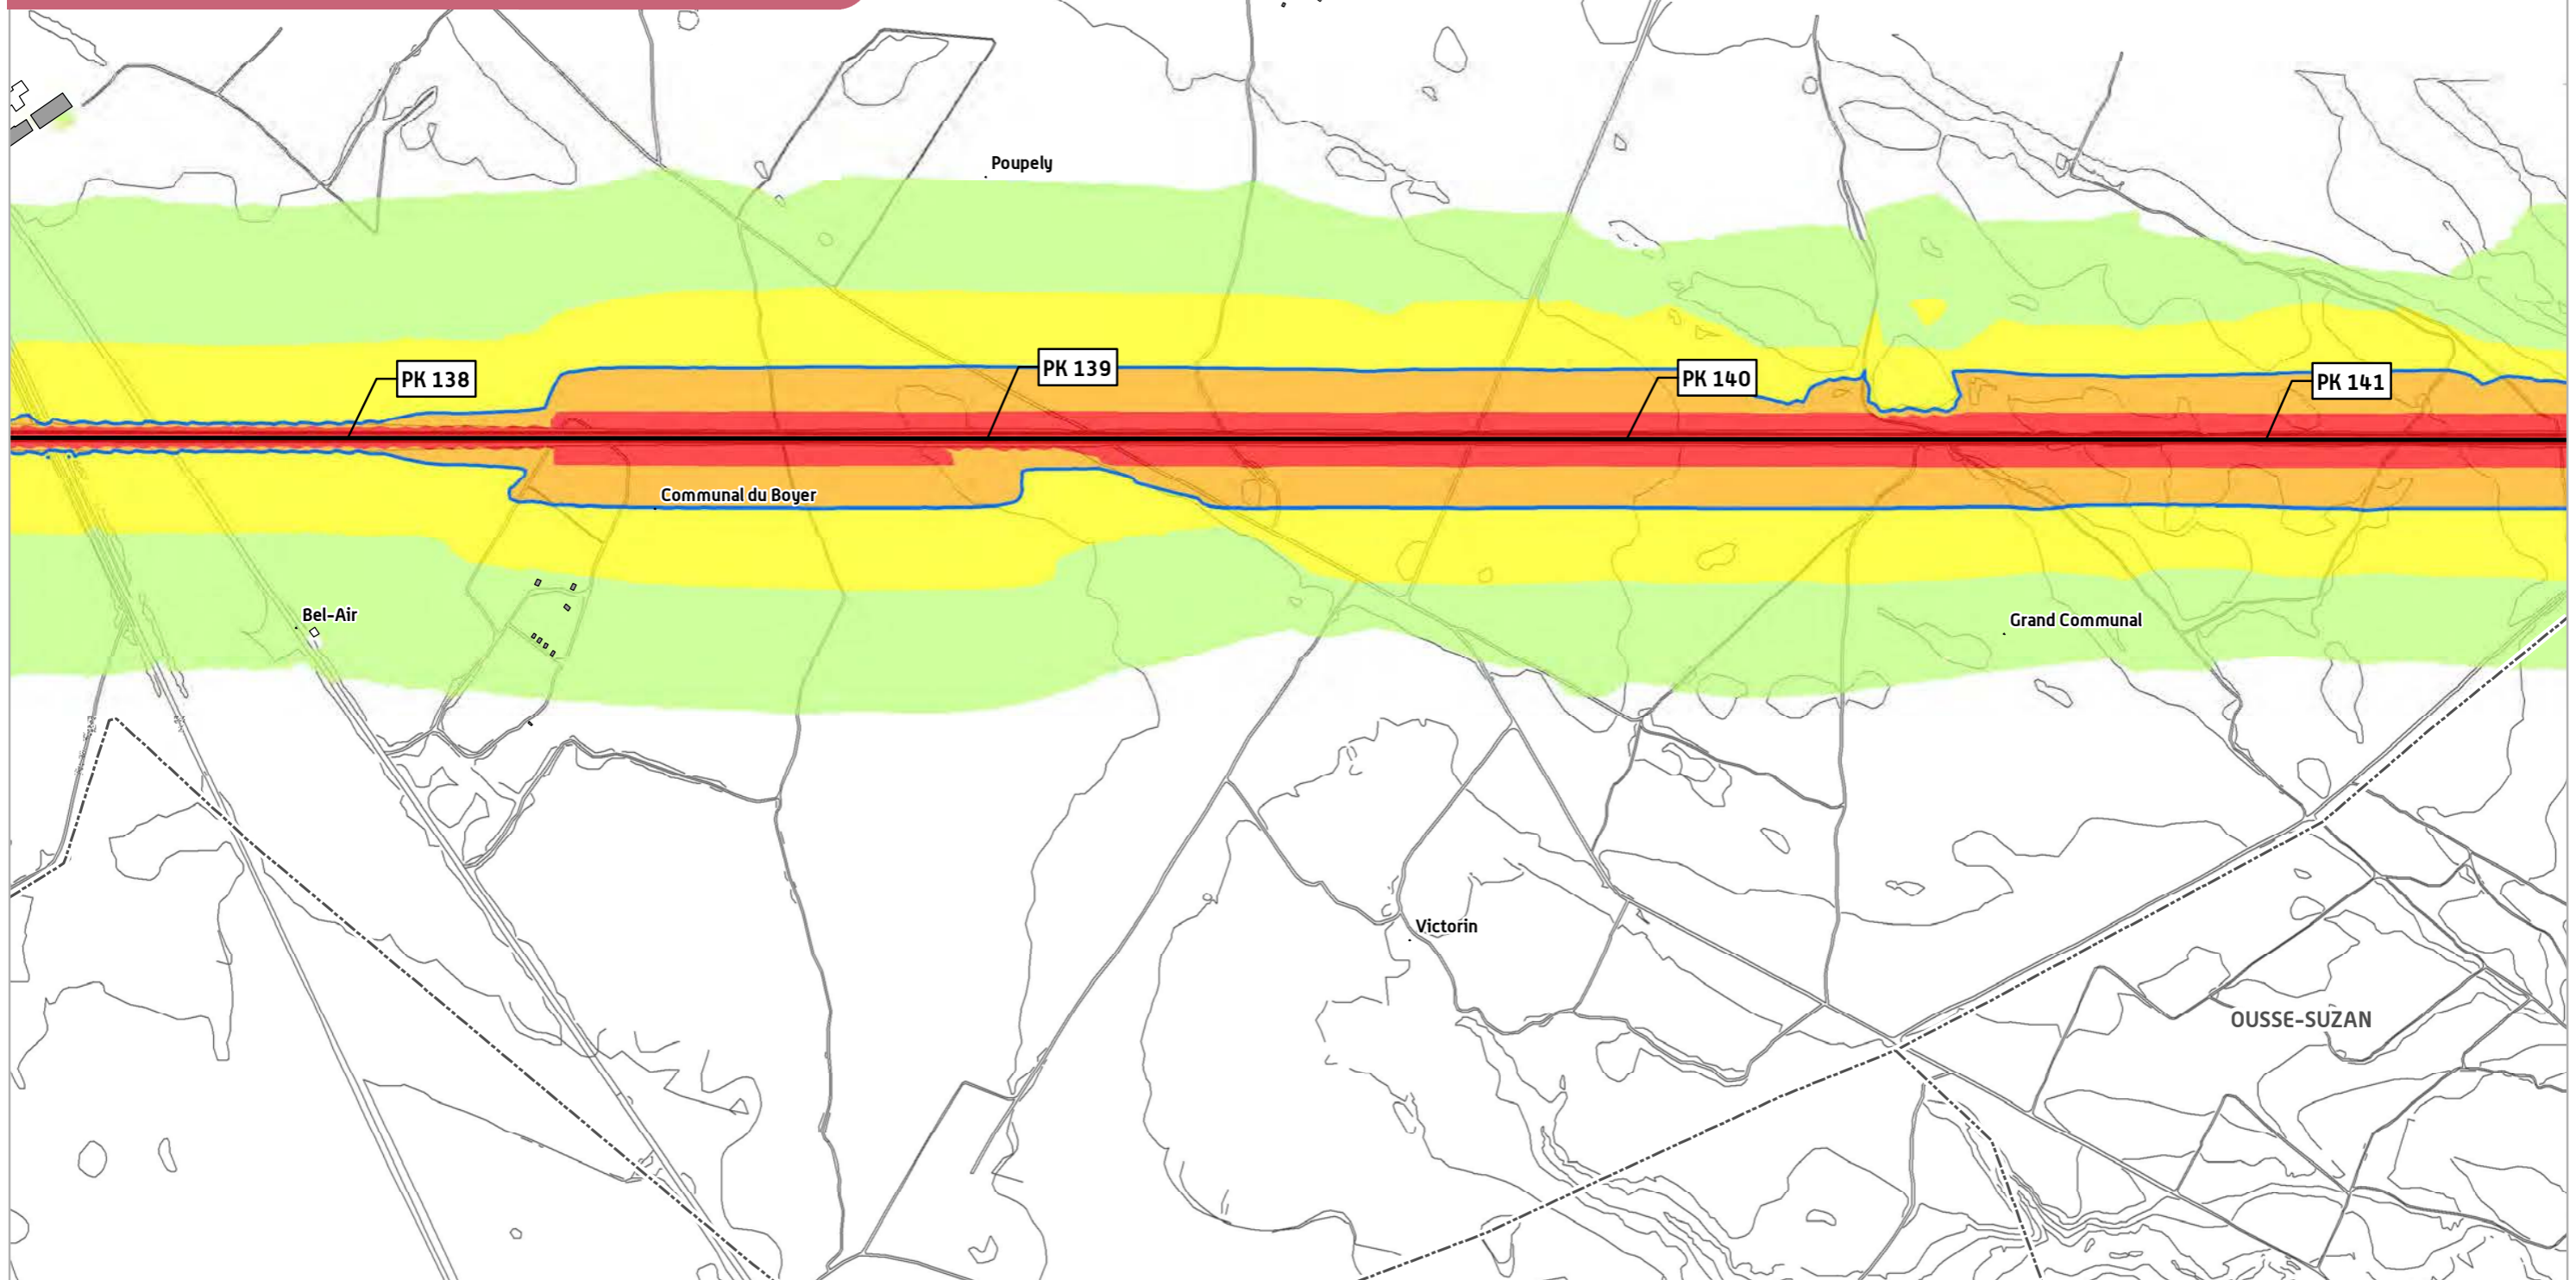 Poupely
PK 138
PK 139
PK 140
PK 141
Communal du Boyer
Bel-Air
Grand Communal
Victorin
OUSSE-SUZAN